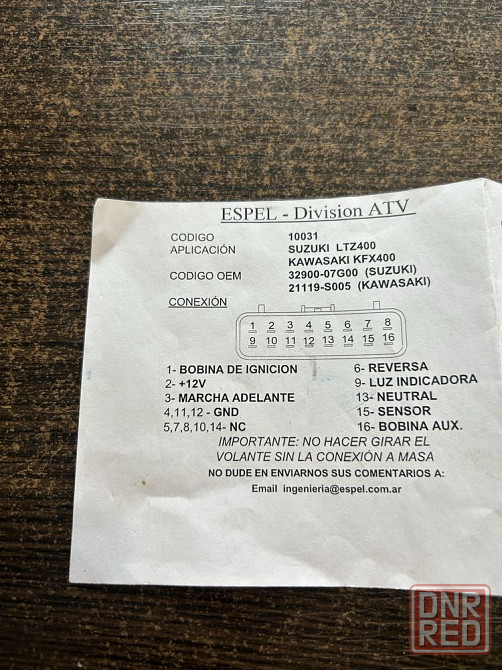 ESPEL - Division ATV
CODIGO 10031
APLICACIÓN SUZUKI LTZ400
KAWASAKI KFX400
CODIGO OEM 32900-07G00 (SUZUKI)
21119-S005 (KAWASAKI)
CONEXIÓN
1 2 3 4 5 6 7 8
9 10 11 12 13 14 15 16
1- BOBINA DE IGNICION
2- +12V
3- MARCHA ADELANTE
4,11,12 - GND
5,7,8,10,14- NC
6- REVERSA
9- LUZ INDICADORA
13- NEUTRAL
15- SENSOR
16- BOBINA AUX.
IMPORTANTE: NO HACER GIRAR EL
VOLANTE SIN LA CONEXIÓN A MASA
NO DUDE EN ENVIARNOS SUS COMENTARIOS A:
Email ingenieria@espel.com.ar
DNR
RED